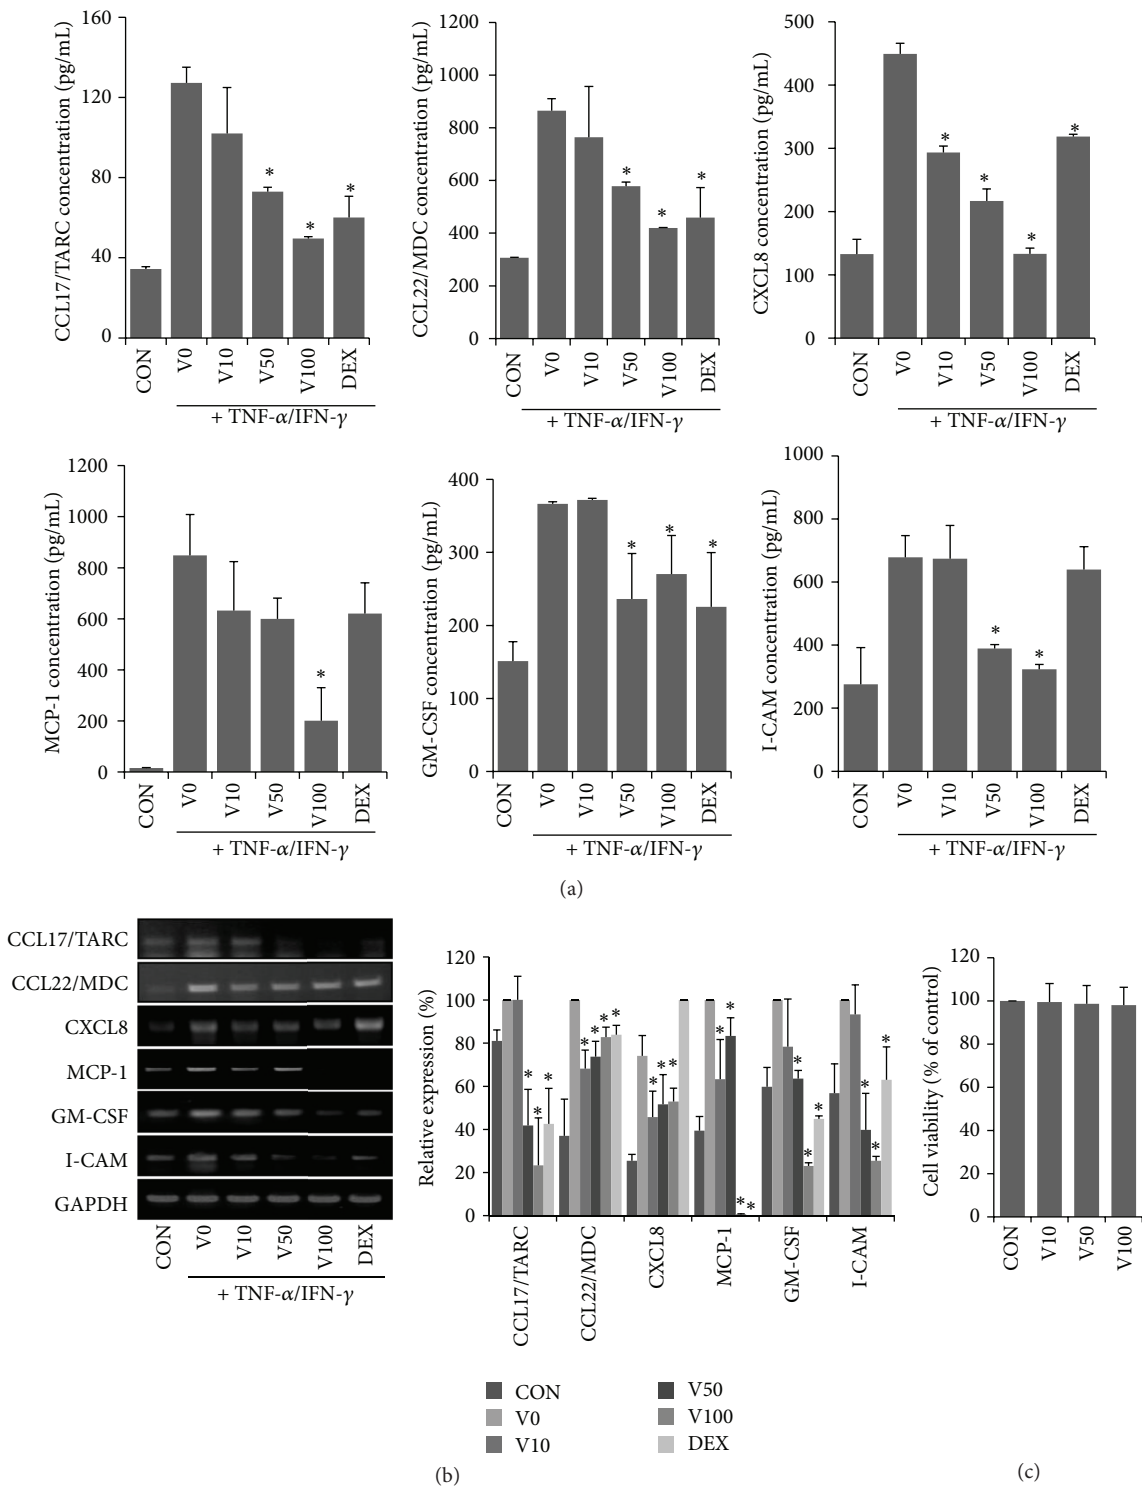 CCL17/TARC concentration (pg/mL)
160
120
80
40
0
CON
V0
V10
V50
V100
DEX
* * *
+ TNF-α/IFN-γ
CCL22/MDC concentration (pg/mL)
1200
1000
800
600
400
200
0
CON
V0
V10
V50
V100
DEX
* * *
+ TNF-α/IFN-γ
CXCL8 concentration (pg/mL)
500
400
300
200
100
0
CON
V0
V10
V50
V100
DEX
* * * *
+ TNF-α/IFN-γ
MCP-1 concentration (pg/mL)
1200
1000
800
600
400
200
0
CON
V0
V10
V50
V100
DEX
*
+ TNF-α/IFN-γ
GM-CSF concentration (pg/mL)
400
300
200
100
0
CON
V0
V10
V50
V100
DEX
* * *
+ TNF-α/IFN-γ
I-CAM concentration (pg/mL)
1000
800
600
400
200
0
CON
V0
V10
V50
V100
DEX
* *
+ TNF-α/IFN-γ
(a)
CCL17/TARC
CCL22/MDC
CXCL8
MCP-1
GM-CSF
I-CAM
GAPDH
CON
V0
V10
V50
V100
DEX
+ TNF-α/IFN-γ
Relative expression (%)
120
100
80
60
40
20
0
* * *
* * * *
* * *
* * * *
* * *
* * *
CCL17/TARC
CCL22/MDC
CXCL8
MCP-1
GM-CSF
I-CAM
CON
V0
V10
V50
V100
DEX
(b)
Cell viability (% of control)
120
100
80
60
40
20
0
CON
V10
V50
V100
(c)